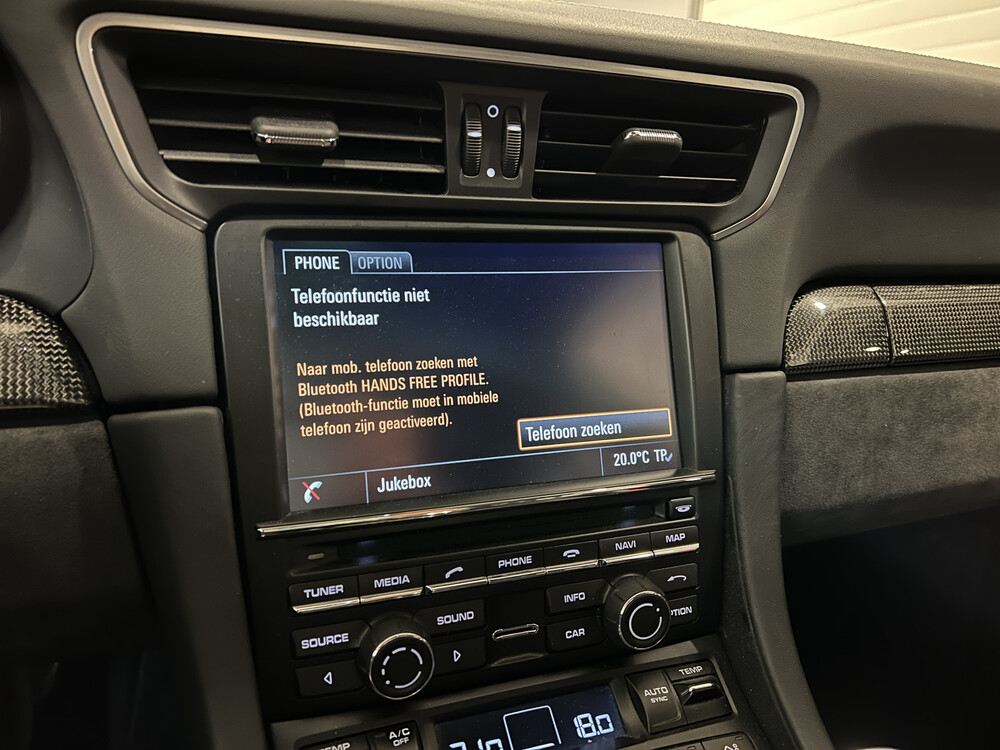 PHONE OPTION
Telefoonfunctie niet
beschikbaar
Naar mob. telefoon zoeken met
Bluetooth HANDS FREE PROFILE.
(Bluetooth-functie moet in mobiele
telefoon zijn geactiveerd).
Telefoon zoeken
Jukebox
20.0°C TP
TUNER MEDIA PHONE NAVI MAP
SOURCE SOUND INFO
CAR
AUTO
SYNC
TEMP
TEMP
A/C
OFF
18.0